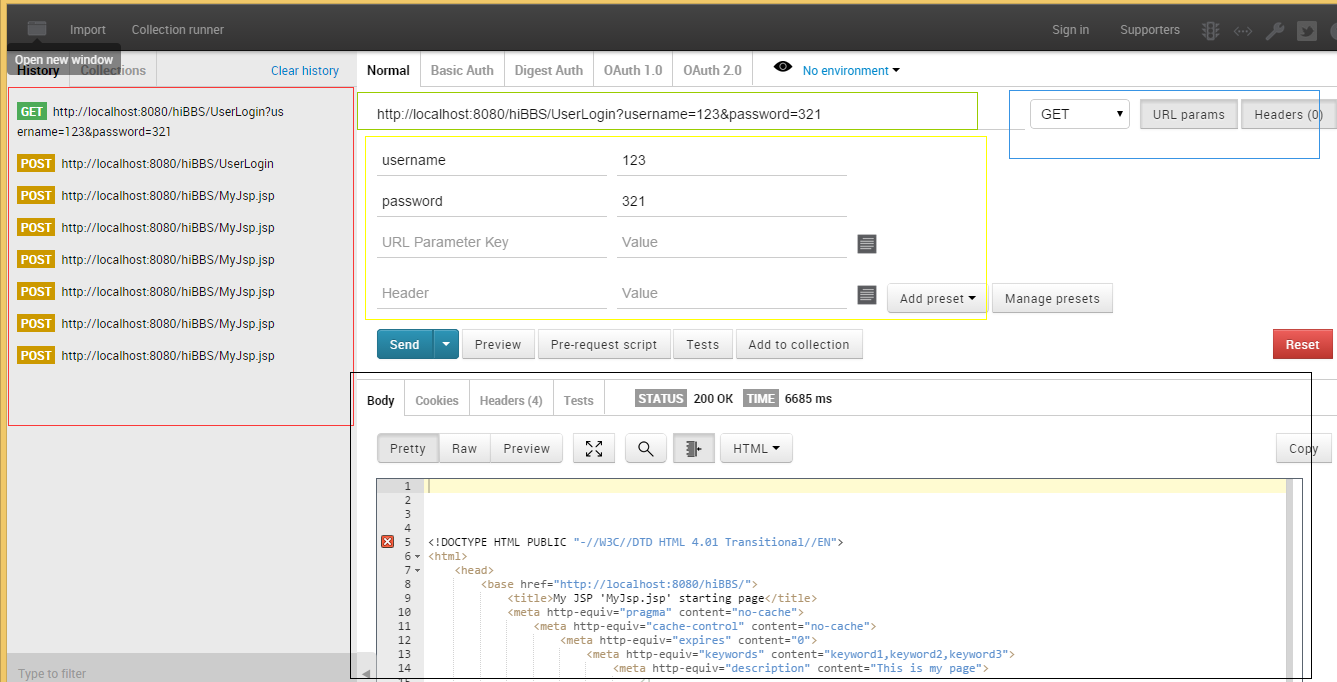 Import
Collection runner
Sign in
Supporters
Open new window
History
Collections
Clear history
Normal
Basic Auth
Digest Auth
OAuth 1.0
OAuth 2.0
No environment
GET http://localhost:8080/hiBBS/UserLogin?us
ername=123&password=321
POST http://localhost:8080/hiBBS/UserLogin
POST http://localhost:8080/hiBBS/MyJsp.jsp
POST http://localhost:8080/hiBBS/MyJsp.jsp
POST http://localhost:8080/hiBBS/MyJsp.jsp
POST http://localhost:8080/hiBBS/MyJsp.jsp
POST http://localhost:8080/hiBBS/MyJsp.jsp
POST http://localhost:8080/hiBBS/MyJsp.jsp
Type to filter
http://localhost:8080/hiBBS/UserLogin?username=123&password=321
GET
URL params
Headers (0)
username 123
password 321
URL Parameter Key Value
Header Value
Add preset
Manage presets
Send
Preview
Pre-request script
Tests
Add to collection
Reset
Body
Cookies
Headers (4)
Tests
STATUS 200 OK TIME 6685 ms
Pretty
Raw
Preview
HTML
Copy
1
2
3
4
5 <!DOCTYPE HTML PUBLIC "-//W3C//DTD HTML 4.01 Transitional//EN">
6 <html>
7 <head>
8 <base href="http://localhost:8080/hiBBS/">
9 <title>My JSP 'MyJsp.jsp' starting page</title>
10 <meta http-equiv="pragma" content="no-cache">
11 <meta http-equiv="cache-control" content="no-cache">
12 <meta http-equiv="expires" content="0">
13 <meta http-equiv="keywords" content="keyword1,keyword2,keyword3">
14 <meta http-equiv="description" content="This is my page">